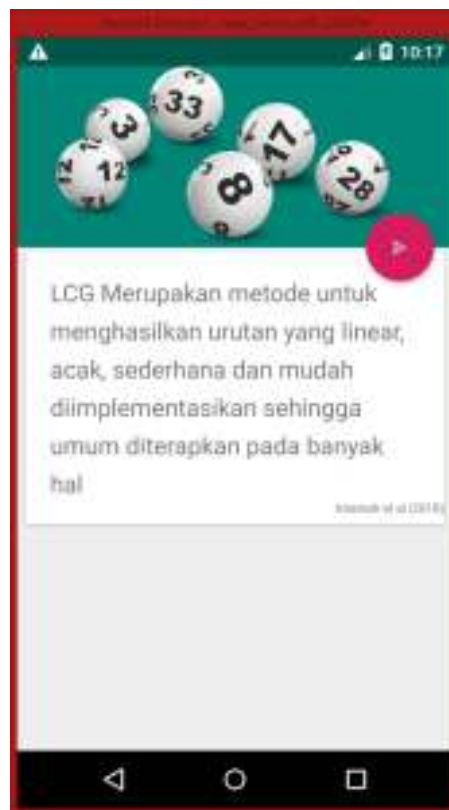 10:17
33
3
17
12
12
8
28
LCG Merupakan metode untuk
menghasilkan urutan yang linear,
acak, sederhana dan mudah
diimplementasikan sehingga
umum diterapkan pada banyak
hal